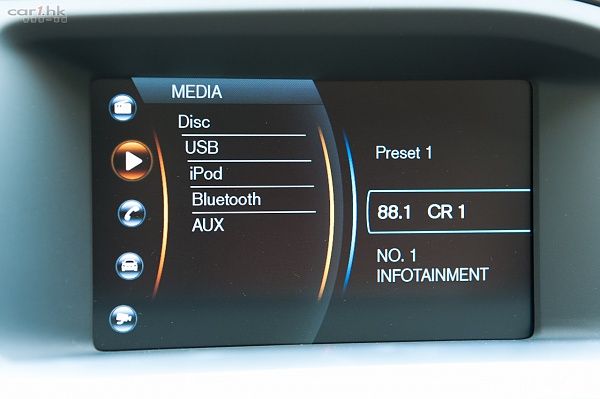 car1.hk
MEDIA
Disc
USB
iPod
Bluetooth
AUX
Preset 1
88.1 CR 1
NO. 1
INFOTAINMENT